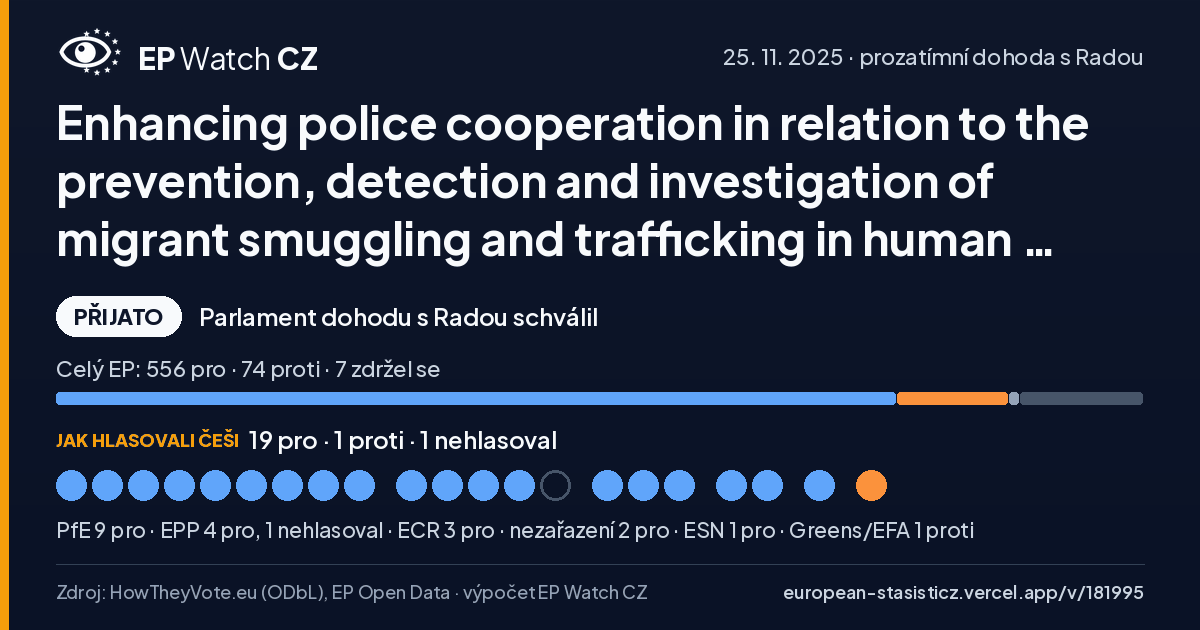 EP Watch CZ
25. 11. 2025 · prozatímní dohoda s Radou
Enhancing police cooperation in relation to the
prevention, detection and investigation of
migrant smuggling and trafficking in human …
PŘIJATO Parlament dohodu s Radou schválil
Celý EP: 556 pro · 74 proti · 7 zdržel se
JAK HLASOVALI ČEŠI 19 pro · 1 proti · 1 nehlasoval
PfE 9 pro · EPP 4 pro, 1 nehlasoval · ECR 3 pro · nezařazení 2 pro · ESN 1 pro · Greens/EFA 1 proti
Zdroj: HowTheyVote.eu (ODbL), EP Open Data · výpočet EP Watch CZ
european-stasisticz.vercel.app/v/181995